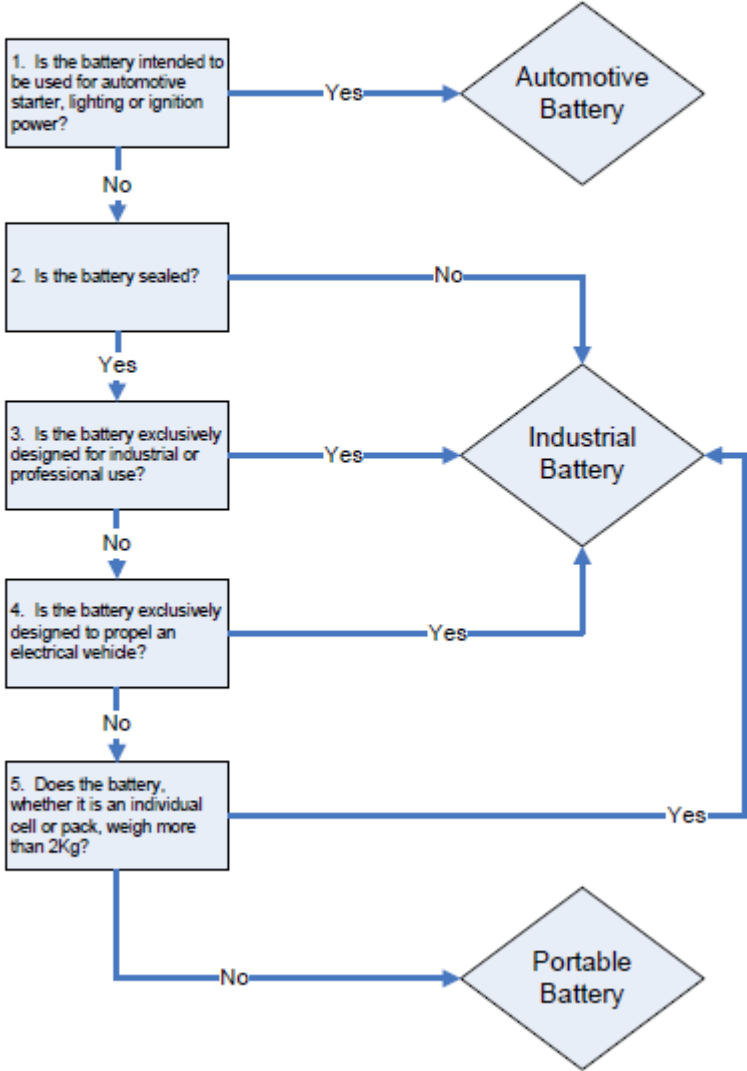 1.  Is the battery intended to
be used for automotive
starter, lighting or ignition
power?
Yes
Automotive
Battery
No
2.  Is the battery sealed?
No
Yes
3.  Is the battery exclusively
designed for industrial or
professional use?
Yes
Industrial
Battery
No
4.  Is the battery exclusively
designed to propel an
electrical vehicle?
Yes
No
5.  Does the battery,
whether it is an individual
cell or pack, weigh more
than 2Kg?
Yes
No
Portable
Battery